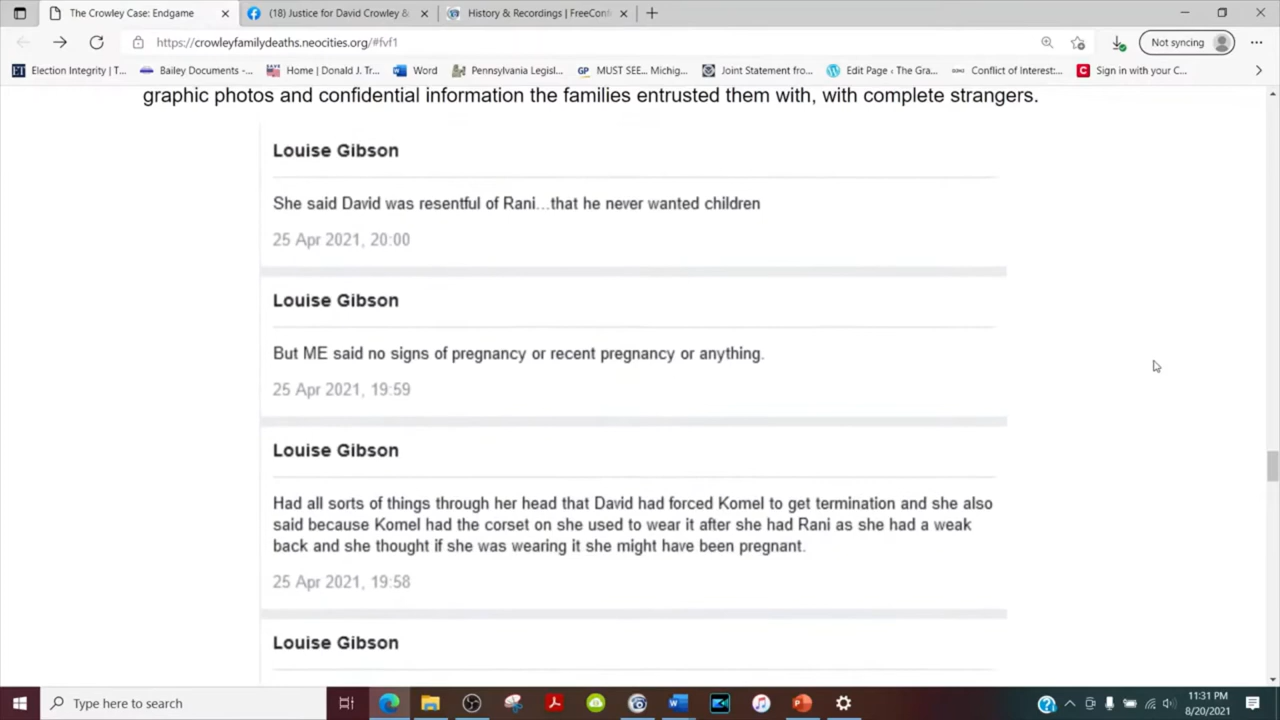 The Crowley Case: Endgame
(18) Justice for David Crowley &
History & Recordings | FreeConf
https://crowleyfamilydeaths.neocities.org/#fvf1
Not syncing
Election Integrity | T...
Bailey Documents -...
Home | Donald J. Tr...
Word
Pennsylvania Legisl...
GP MUST SEE... Michig...
Joint Statement fro...
Edit Page ‹ The Gra...
Conflict of Interest:...
Sign in with your C...
graphic photos and confidential information the families entrusted them with, with complete strangers.
Louise Gibson
She said David was resentful of Rani...that he never wanted children
25 Apr 2021, 20:00
Louise Gibson
But ME said no signs of pregnancy or recent pregnancy or anything.
25 Apr 2021, 19:59
Louise Gibson
Had all sorts of things through her head that David had forced Komel to get termination and she also
said because Komel had the corset on she used to wear it after she had Rani as she had a weak
back and she thought if she was wearing it she might have been pregnant.
25 Apr 2021, 19:58
Louise Gibson
Type here to search
11:31 PM
8/20/2021